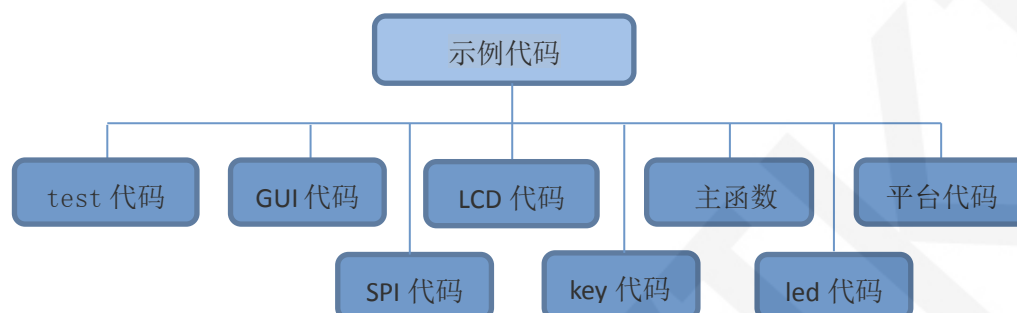 示例代码
test 代码
GUI 代码
LCD 代码
主函数
平台代码
SPI 代码
key 代码
led 代码